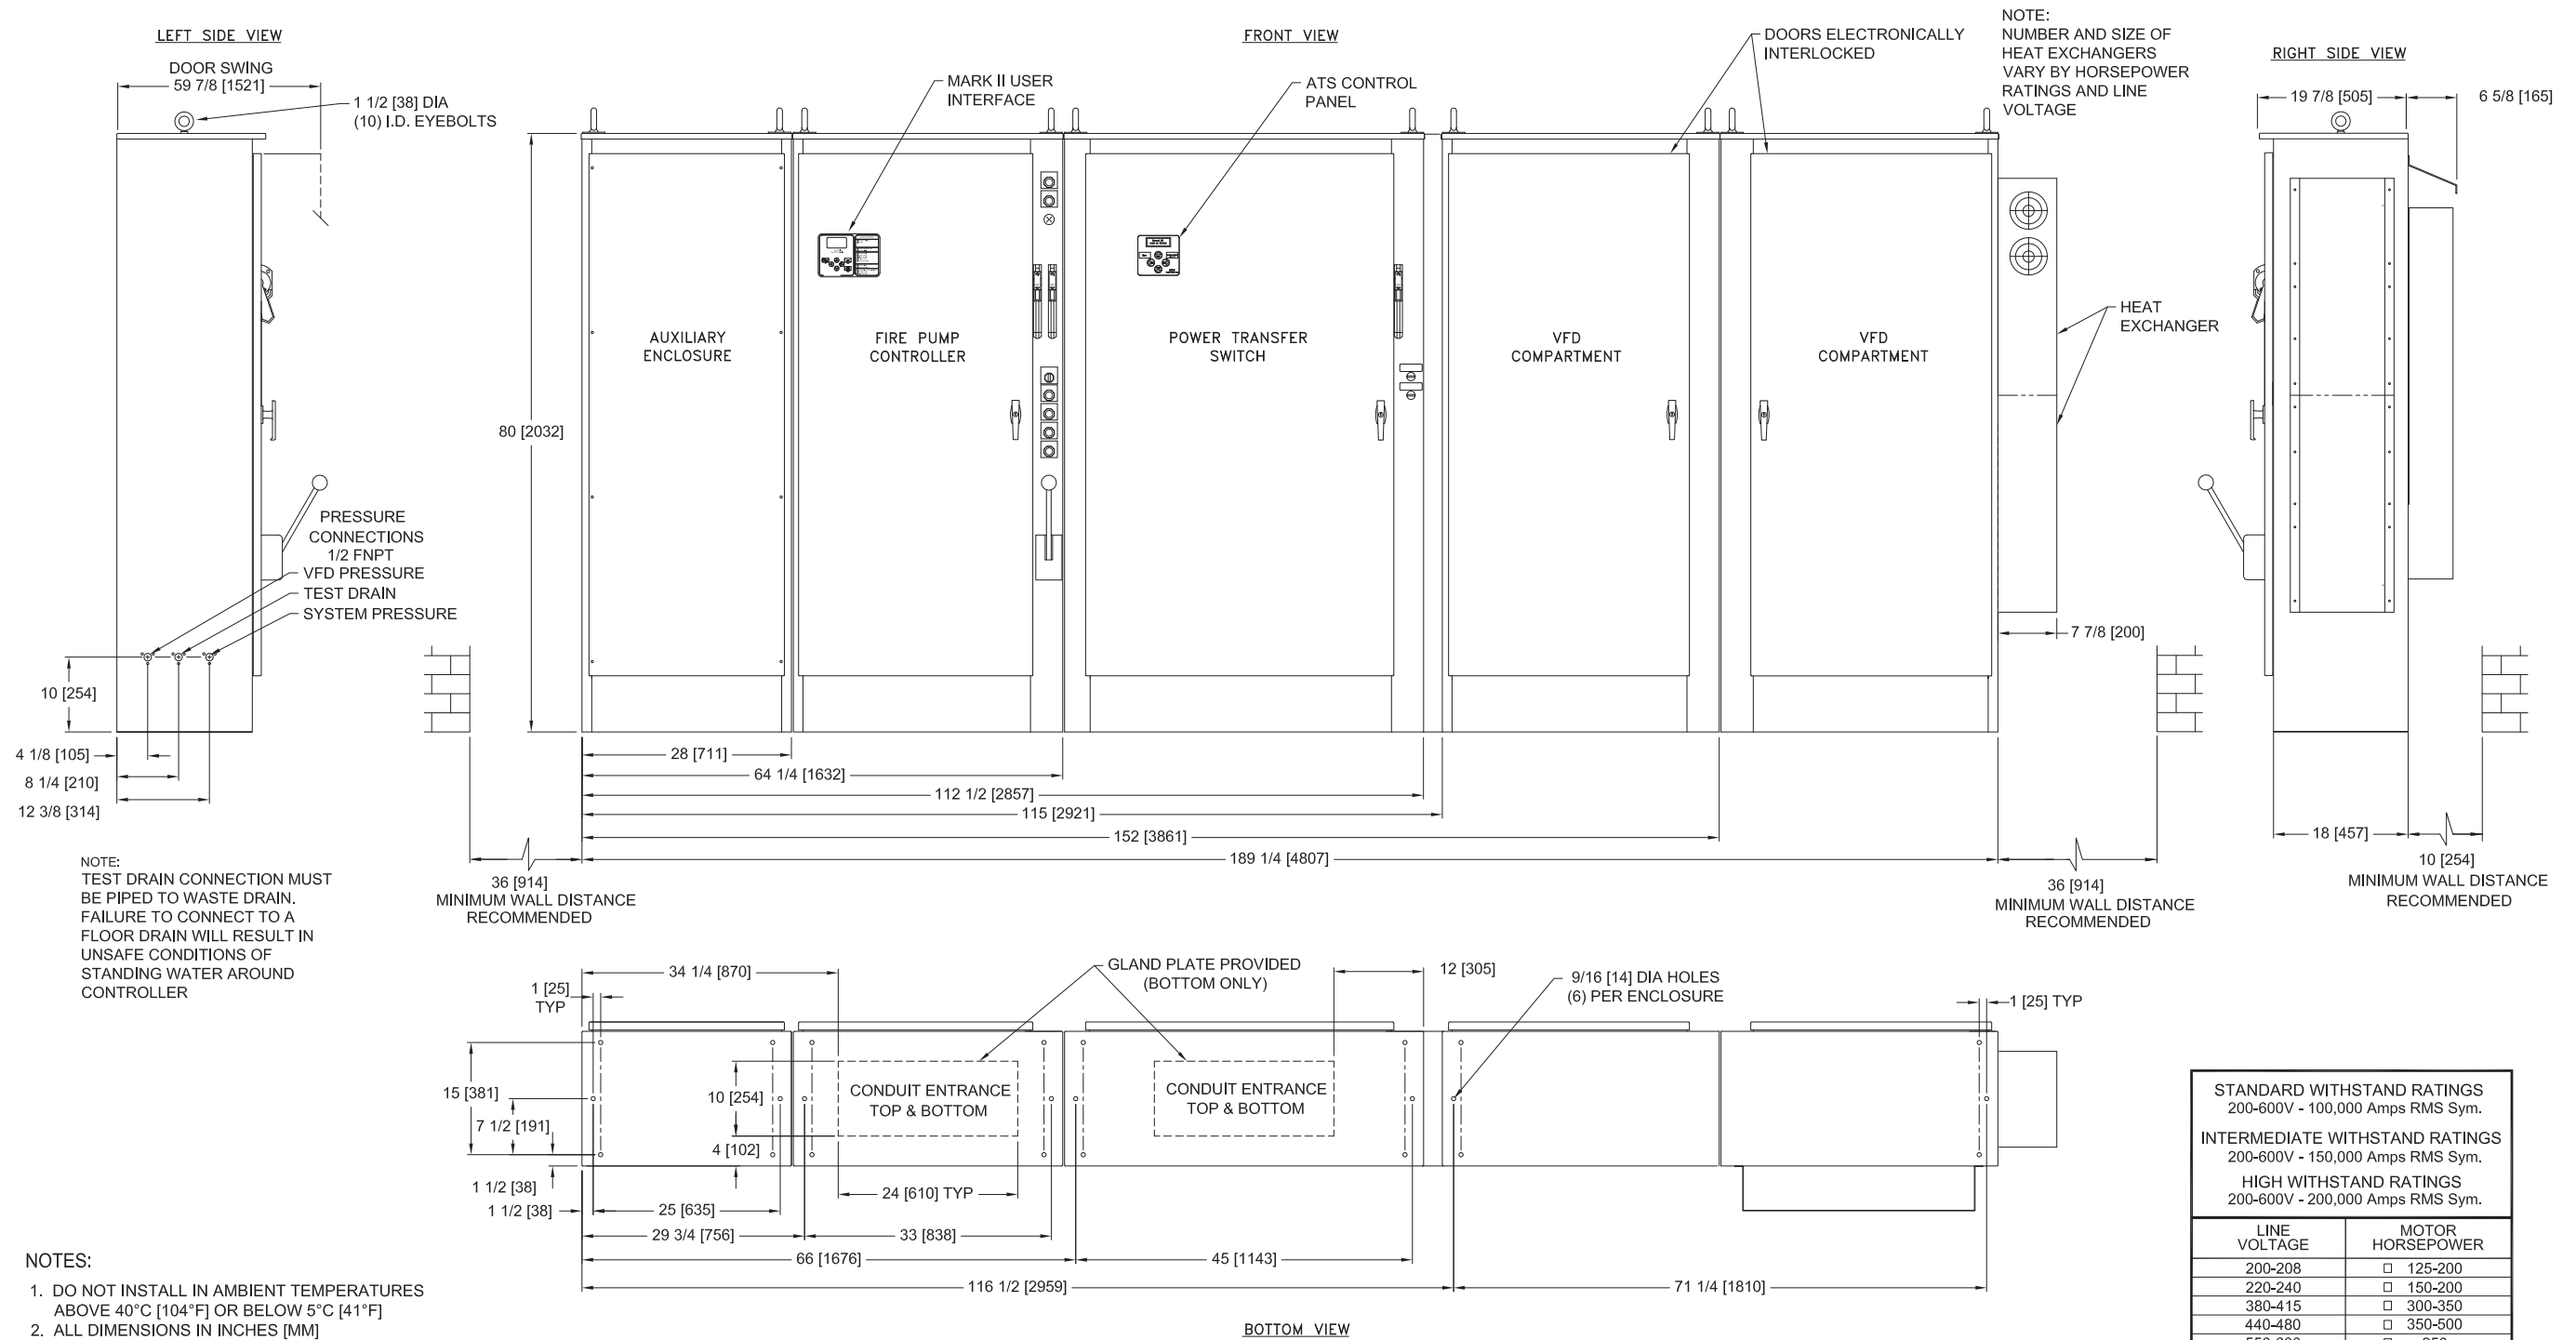 LEFT SIDE VIEW
DOOR SWING
59 7/8 [1521]
1 1/2 [38] DIA
(10) I.D. EYEBOLTS
PRESSURE
CONNECTIONS
1/2 FNPT
VFD PRESSURE
TEST DRAIN
SYSTEM PRESSURE
10 [254]
4 1/8 [105]
8 1/4 [210]
12 3/8 [314]
NOTE:
TEST DRAIN CONNECTION MUST
BE PIPED TO WASTE DRAIN.
FAILURE TO CONNECT TO A
FLOOR DRAIN WILL RESULT IN
UNSAFE CONDITIONS OF
STANDING WATER AROUND
CONTROLLER
FRONT VIEW
MARK II USER
INTERFACE
ATS CONTROL
PANEL
DOORS ELECTRONICALLY
INTERLOCKED
NOTE:
NUMBER AND SIZE OF
HEAT EXCHANGERS
VARY BY HORSEPOWER
RATINGS AND LINE
VOLTAGE
80 [2032]
AUXILIARY
ENCLOSURE
FIRE PUMP
CONTROLLER
POWER TRANSFER
SWITCH
VFD
COMPARTMENT
VFD
COMPARTMENT
HEAT
EXCHANGER
7 7/8 [200]
28 [711]
64 1/4 [1632]
112 1/2 [2857]
115 [2921]
152 [3861]
189 1/4 [4807]
36 [914]
MINIMUM WALL DISTANCE
RECOMMENDED
36 [914]
MINIMUM WALL DISTANCE
RECOMMENDED
RIGHT SIDE VIEW
19 7/8 [505]
6 5/8 [165]
18 [457]
10 [254]
MINIMUM WALL DISTANCE
RECOMMENDED
34 1/4 [870]
GLAND PLATE PROVIDED
(BOTTOM ONLY)
12 [305]
9/16 [14] DIA HOLES
(6) PER ENCLOSURE
1 [25]
TYP
1 [25] TYP
15 [381]
7 1/2 [191]
1 1/2 [38]
1 1/2 [38]
10 [254]
4 [102]
CONDUIT ENTRANCE
TOP & BOTTOM
CONDUIT ENTRANCE
TOP & BOTTOM
24 [610] TYP
25 [635]
29 3/4 [756]
33 [838]
66 [1676]
45 [1143]
116 1/2 [2959]
71 1/4 [1810]
BOTTOM VIEW
NOTES:
1. DO NOT INSTALL IN AMBIENT TEMPERATURES
ABOVE 40°C [104°F] OR BELOW 5°C [41°F]
2. ALL DIMENSIONS IN INCHES [MM]
STANDARD WITHSTAND RATINGS
200-600V - 100,000 Amps RMS Sym.
INTERMEDIATE WITHSTAND RATINGS
200-600V - 150,000 Amps RMS Sym.
HIGH WITHSTAND RATINGS
200-600V - 200,000 Amps RMS Sym.
LINE VOLTAGE MOTOR HORSEPOWER
200-208 □ 125-200
220-240 □ 150-200
380-415 □ 300-350
440-480 □ 350-500